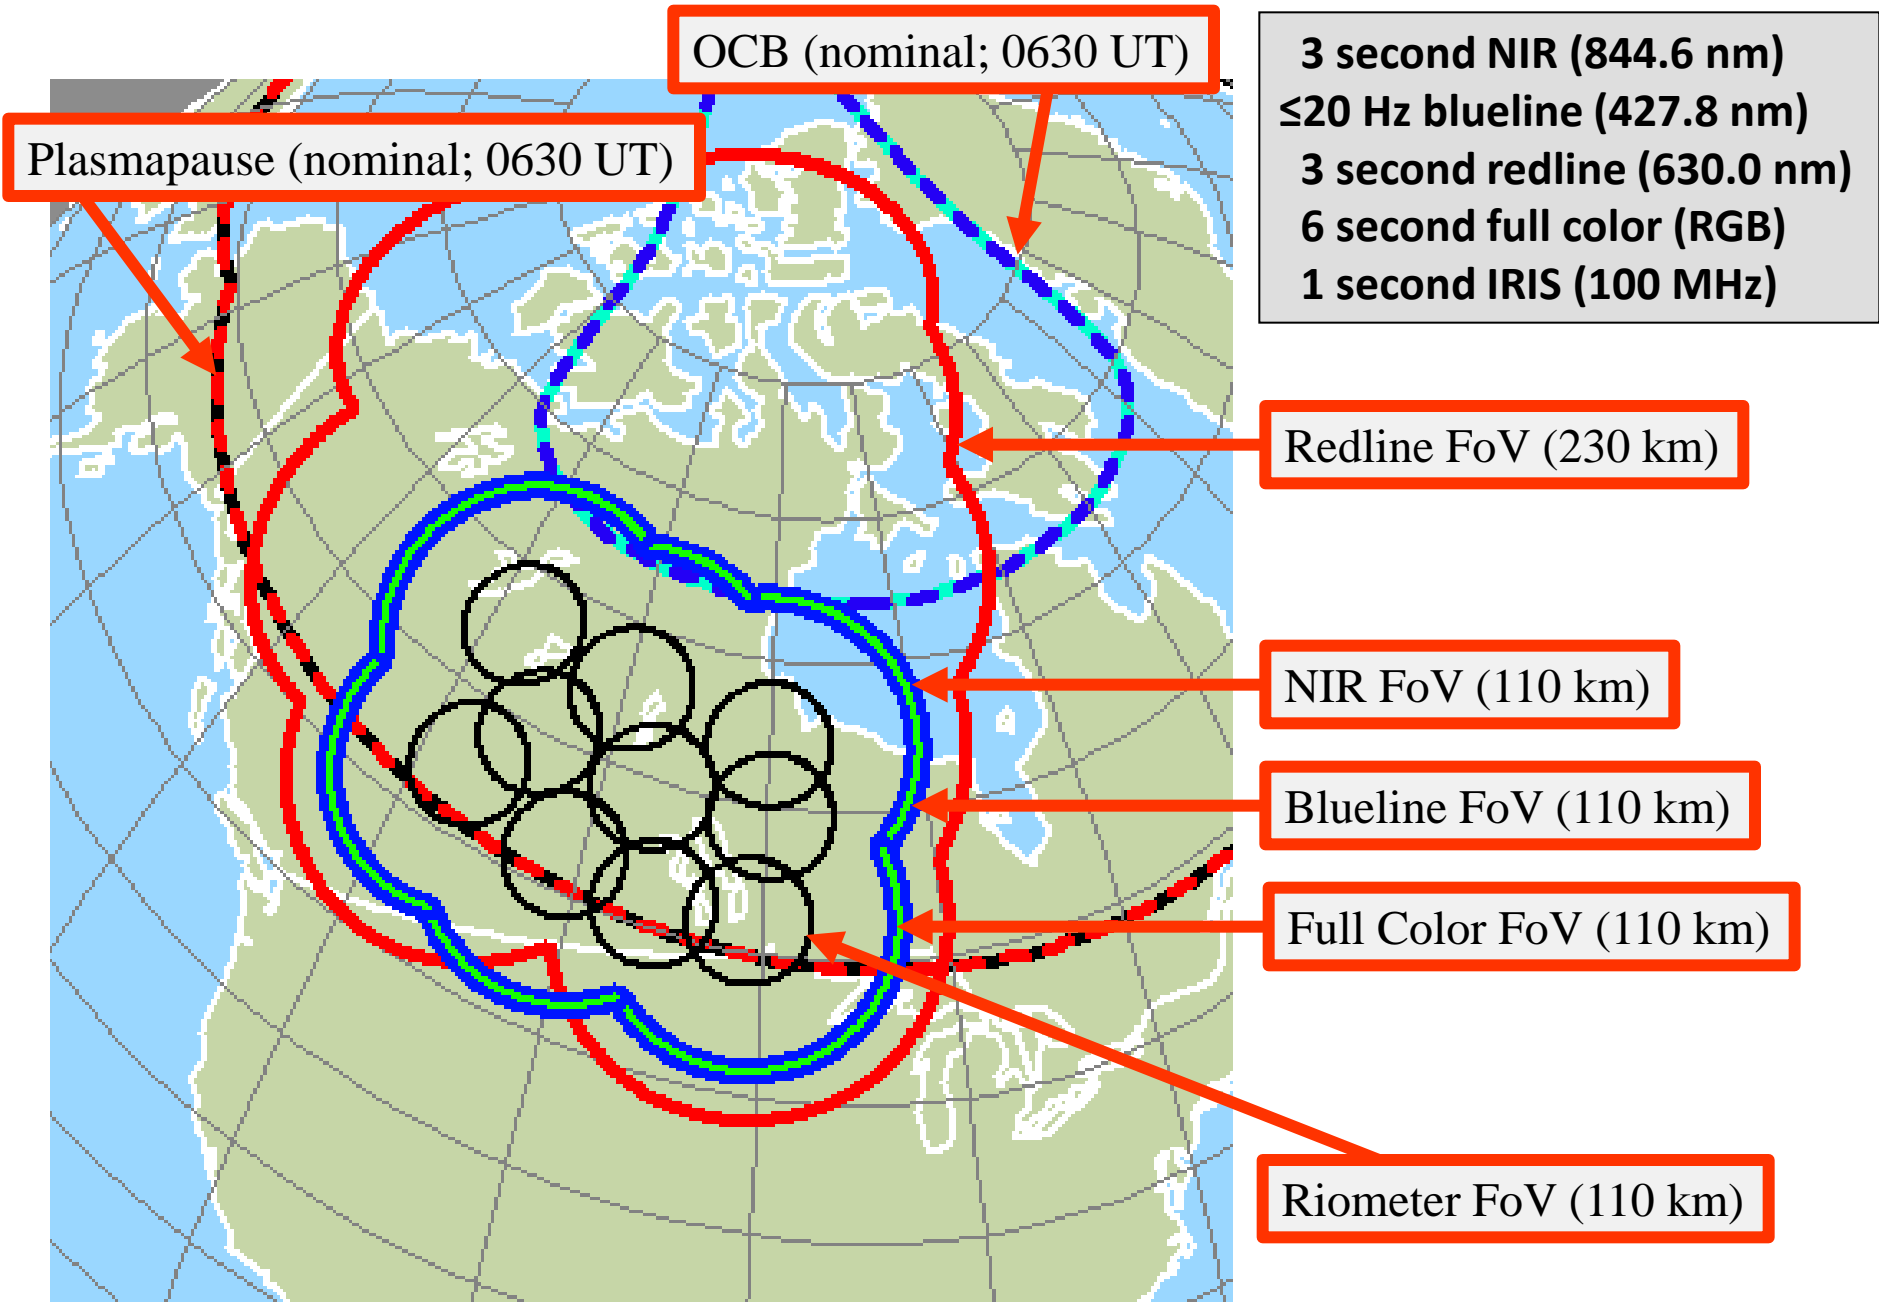 OCB (nominal; 0630 UT)
3 second NIR (844.6 nm)
≤20 Hz blueline (427.8 nm)
3 second redline (630.0 nm)
6 second full color (RGB)
1 second IRIS (100 MHz)
Plasmapause (nominal; 0630 UT)
Redline FoV (230 km)
NIR FoV (110 km)
Blueline FoV (110 km)
Full Color FoV (110 km)
Riometer FoV (110 km)